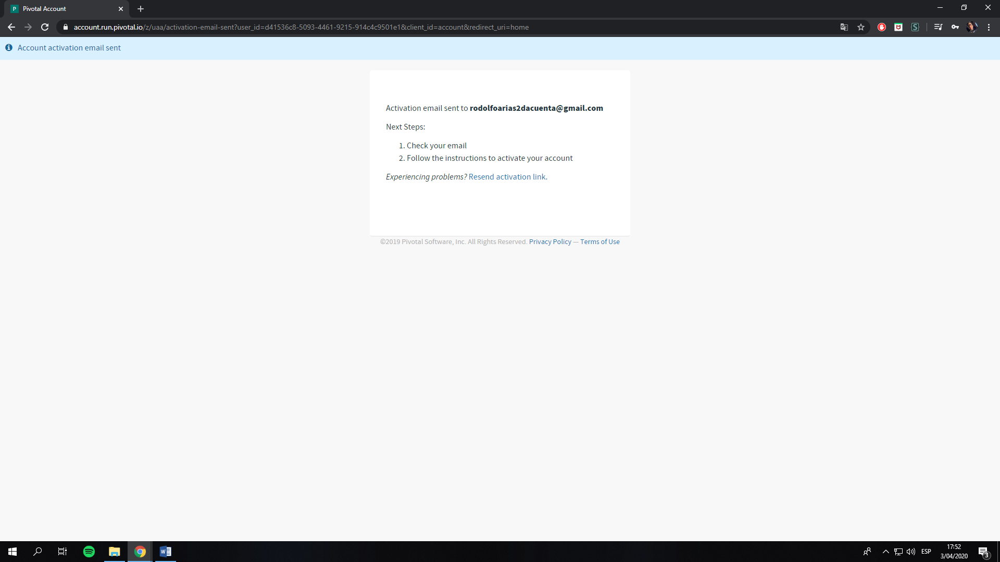 Pivotal Account
account.run.pivotal.io/z/uaa/activation-email-sent?user_id=d41536c8-5093-4461-9215-914c4c9501e1&client_id=account&redirect_uri=home
Account activation email sent
Activation email sent to rodolfoarias2dacuenta@gmail.com
Next Steps:
1. Check your email
2. Follow the instructions to activate your account
Experiencing problems? Resend activation link.
©2019 Pivotal Software, Inc. All Rights Reserved. Privacy Policy — Terms of Use
ESP
17:52
3/04/2020
3